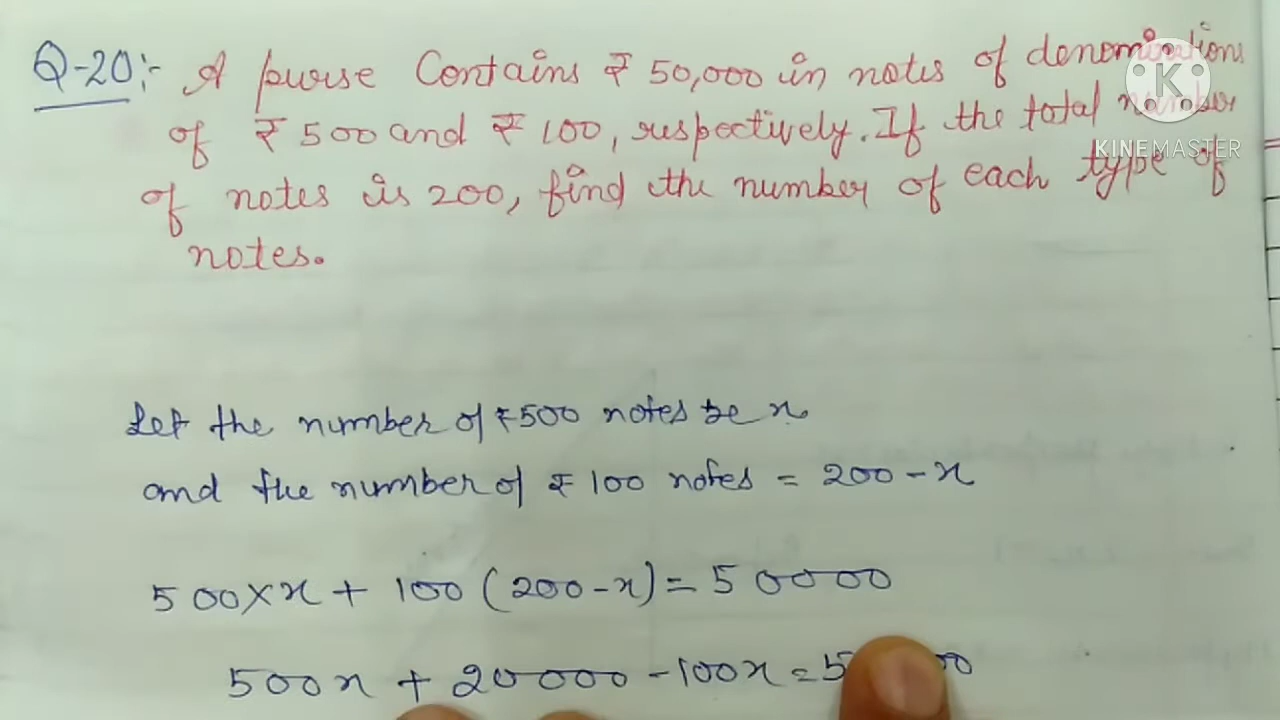 Q-20:- A purse Contains ₹ 50,000 in notes of denominations
of ₹ 500 and ₹ 100, respectively. If the total number
of notes is 200, find the number of each type of
notes.
K
KINEMASTER
Let the number of ₹500 notes be x
and the number of ₹ 100 notes = 200 - x
500 × x + 100 (200 - x) = 50000
500x + 20000 - 100x =